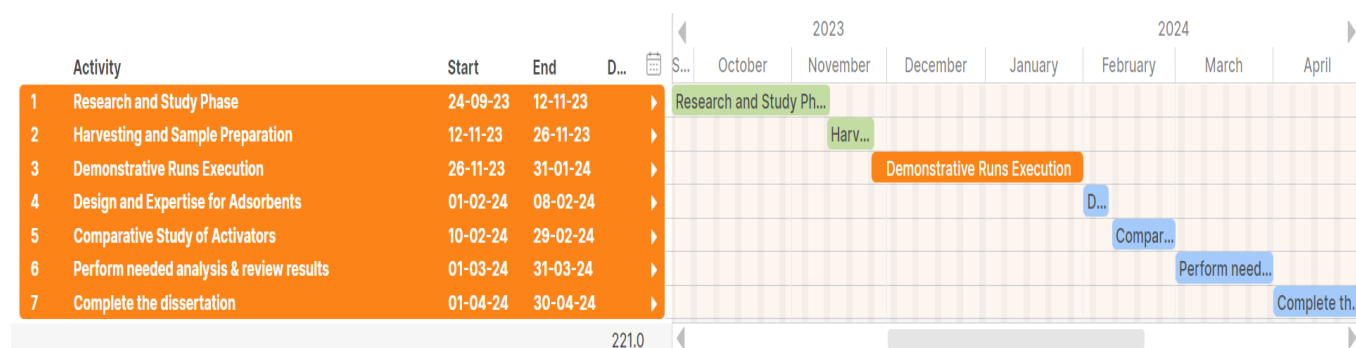 2023 2024
Activity Start End D... S... October November December January February March April
1 Research and Study Phase 24-09-23 12-11-23 Research and Study Ph...
2 Harvesting and Sample Preparation 12-11-23 26-11-23 Harv...
3 Demonstrative Runs Execution 26-11-23 31-01-24 Demonstrative Runs Execution
4 Design and Expertise for Adsorbents 01-02-24 08-02-24 D...
5 Comparative Study of Activators 10-02-24 29-02-24 Compar...
6 Perform needed analysis & review results 01-03-24 31-03-24 Perform need...
7 Complete the dissertation 01-04-24 30-04-24 Complete th.
221.0